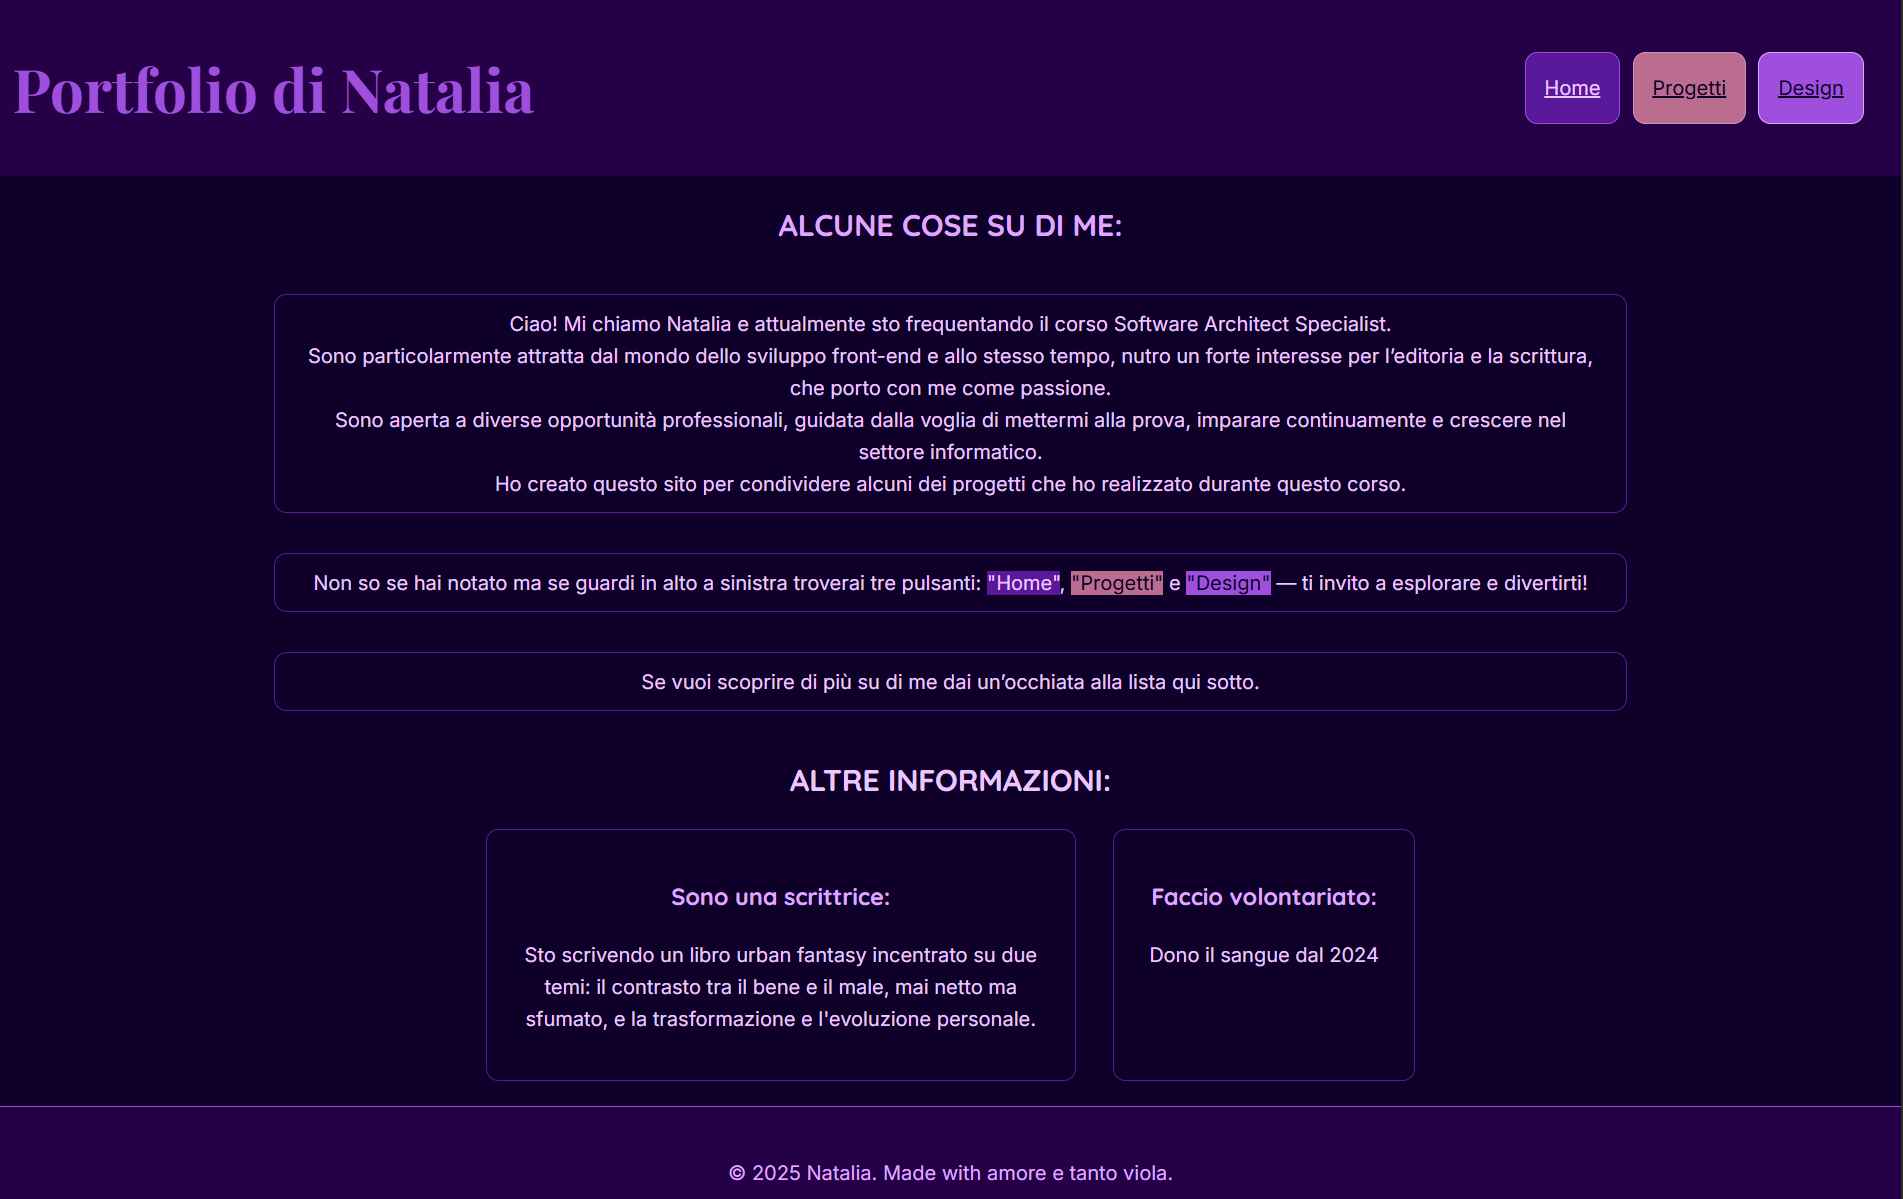 Portfolio di Natalia
Home
Progetti
Design
ALCUNE COSE SU DI ME:
Ciao! Mi chiamo Natalia e attualmente sto frequentando il corso Software Architect Specialist.
Sono particolarmente attratta dal mondo dello sviluppo front-end e allo stesso tempo, nutro un forte interesse per l’editoria e la scrittura,
che porto con me come passione.
Sono aperta a diverse opportunità professionali, guidata dalla voglia di mettermi alla prova, imparare continuamente e crescere nel
settore informatico.
Ho creato questo sito per condividere alcuni dei progetti che ho realizzato durante questo corso.
Non so se hai notato ma se guardi in alto a sinistra troverai tre pulsanti: "Home", "Progetti" e "Design" — ti invito a esplorare e divertirti!
Se vuoi scoprire di più su di me dai un’occhiata alla lista qui sotto.
ALTRE INFORMAZIONI:
Sono una scrittrice:
Sto scrivendo un libro urban fantasy incentrato su due
temi: il contrasto tra il bene e il male, mai netto ma
sfumato, e la trasformazione e l'evoluzione personale.
Faccio volontariato:
Dono il sangue dal 2024
© 2025 Natalia. Made with amore e tanto viola.